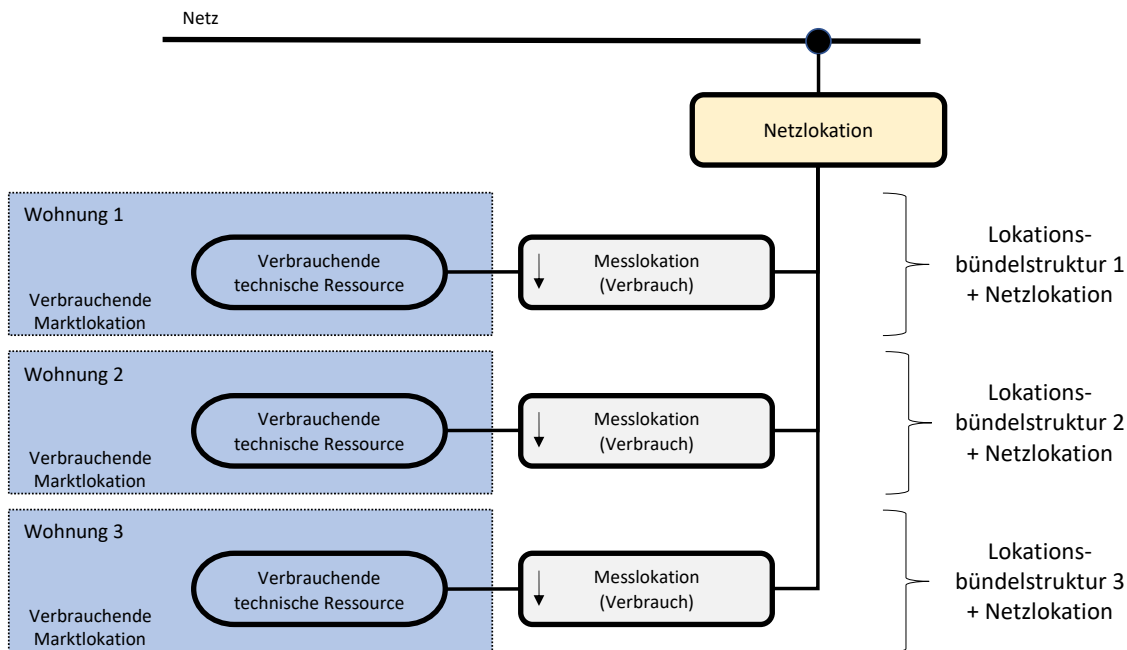 Netz
Netzlokation
Wohnung 1
Verbrauchende
technische Ressource
Verbrauchende
Marktlokation
Messlokation
(Verbrauch)
Lokations-
bündelstruktur 1
+ Netzlokation
Wohnung 2
Verbrauchende
technische Ressource
Verbrauchende
Marktlokation
Messlokation
(Verbrauch)
Lokations-
bündelstruktur 2
+ Netzlokation
Wohnung 3
Verbrauchende
technische Ressource
Verbrauchende
Marktlokation
Messlokation
(Verbrauch)
Lokations-
bündelstruktur 3
+ Netzlokation